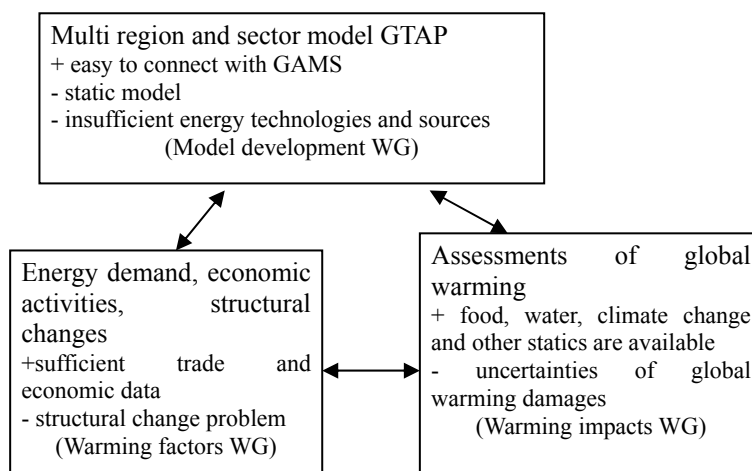 Multi region and sector model GTAP
+ easy to connect with GAMS
- static model
- insufficient energy technologies and sources
(Model development WG)
Energy demand, economic
activities, structural
changes
+sufficient trade and
economic data
- structural change problem
(Warming factors WG)
Assessments of global
warming
+ food, water, climate change
and other statics are available
- uncertainties of global
warming damages
(Warming impacts WG)